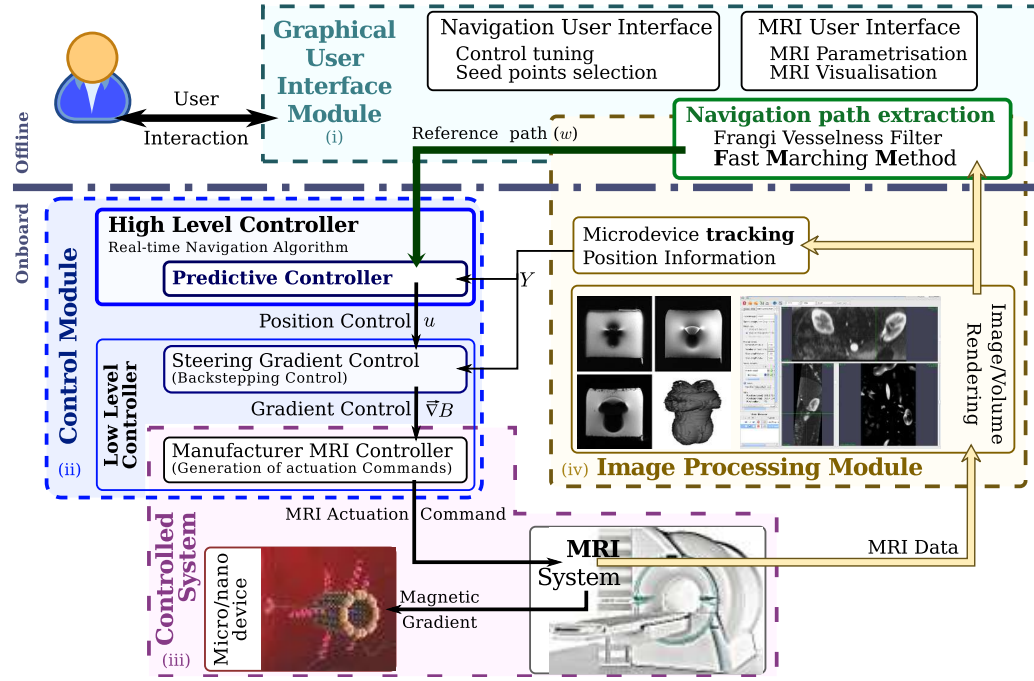 Graphical
User
Interface
Module
(i)
Navigation User Interface
Control tuning
Seed points selection
MRI User Interface
MRI Parametrisation
MRI Visualisation
User
Interaction
Offline
Onboard
Reference path (w)
Navigation path extraction
Frangi Vesselness Filter
Fast Marching Method
Control Module
(ii)
High Level Controller
Real-time Navigation Algorithm
Predictive Controller
Y
Microdevice tracking
Position Information
Position Control u
Low Level
Controller
Steering Gradient Control
(Backstepping Control)
Gradient Control ∇⃗B
Manufacturer MRI Controller
(Generation of actuation Commands)
Image/Volume
Rendering
(iv) Image Processing Module
MRI Actuation Command
Controlled
System
(iii)
Micro/nano
device
Magnetic
Gradient
MRI
System
MRI Data